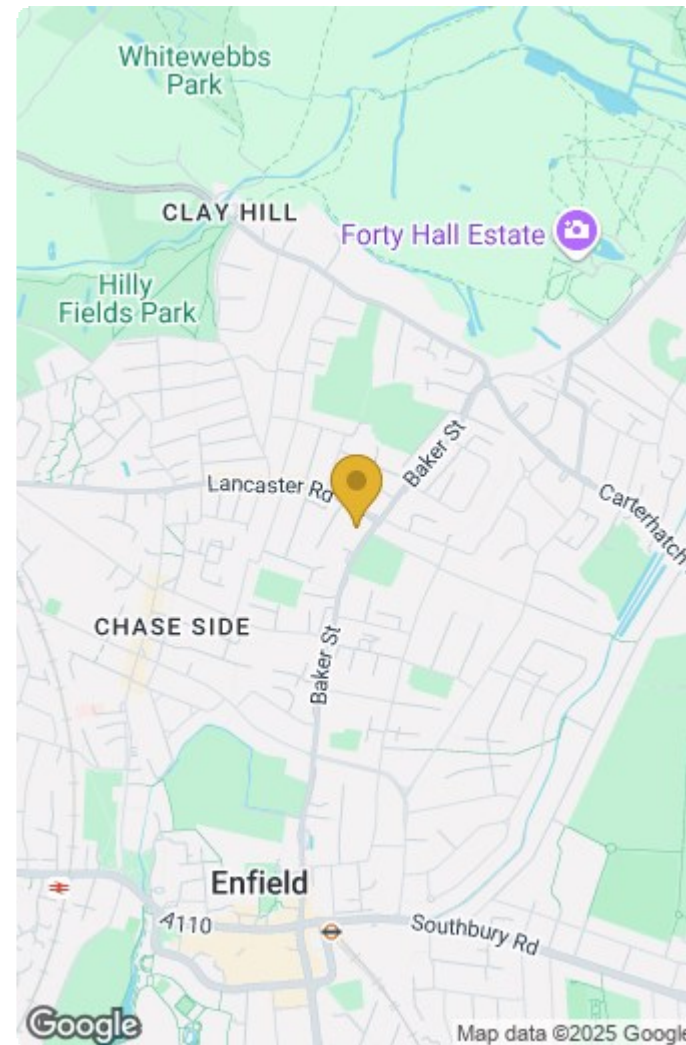 Whitewebbs
Park
CLAY HILL
Forty Hall Estate
Hilly
Fields Park
Baker St
Lancaster Rd
Carterhatch
CHASE SIDE
Baker St
Enfield
A110
Southbury Rd
Google
Map data ©2025 Google